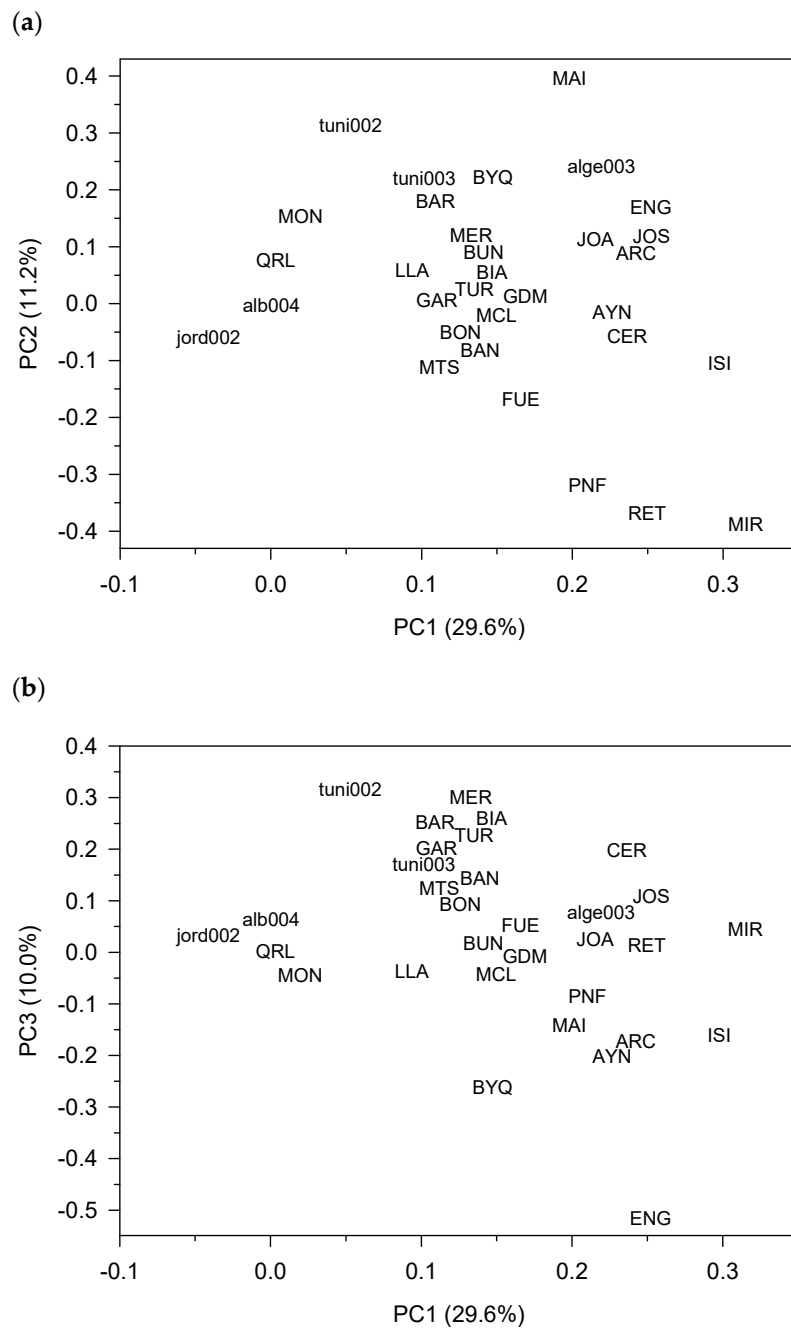 (a)
0.4
MAI
tuni002
0.3
alge003
tuni003 BYQ
0.2
BAR
ENG
MON
MER
JOA JOS
0.1
BUN
ARC
QRL
LLA BIA
TUR
GDM
0.0
alb004
GAR
MCL
AYN
jord002
BON
CER
BAN
-0.1
MTS
ISI
FUE
-0.2
-0.3
PNF
RET
MIR
-0.4
PC2 (11.2%)
-0.1 0.0 0.1 0.2 0.3
PC1 (29.6%)
(b)
0.4
tuni002
MER
0.3
BAR BIA
TUR
0.2
GAR
CER
tuni003
BAN
MTS
JOS
0.1
BON
alge003
alb004
FUE
MIR
jord002
BUN
JOA
RET
0.0
QRL
GDM
MON
LLA
MCL
PNF
-0.1
MAI
ARC
ISI
-0.2
AYN
BYQ
-0.3
-0.4
-0.5
ENG
PC3 (10.0%)
-0.1 0.0 0.1 0.2 0.3
PC1 (29.6%)